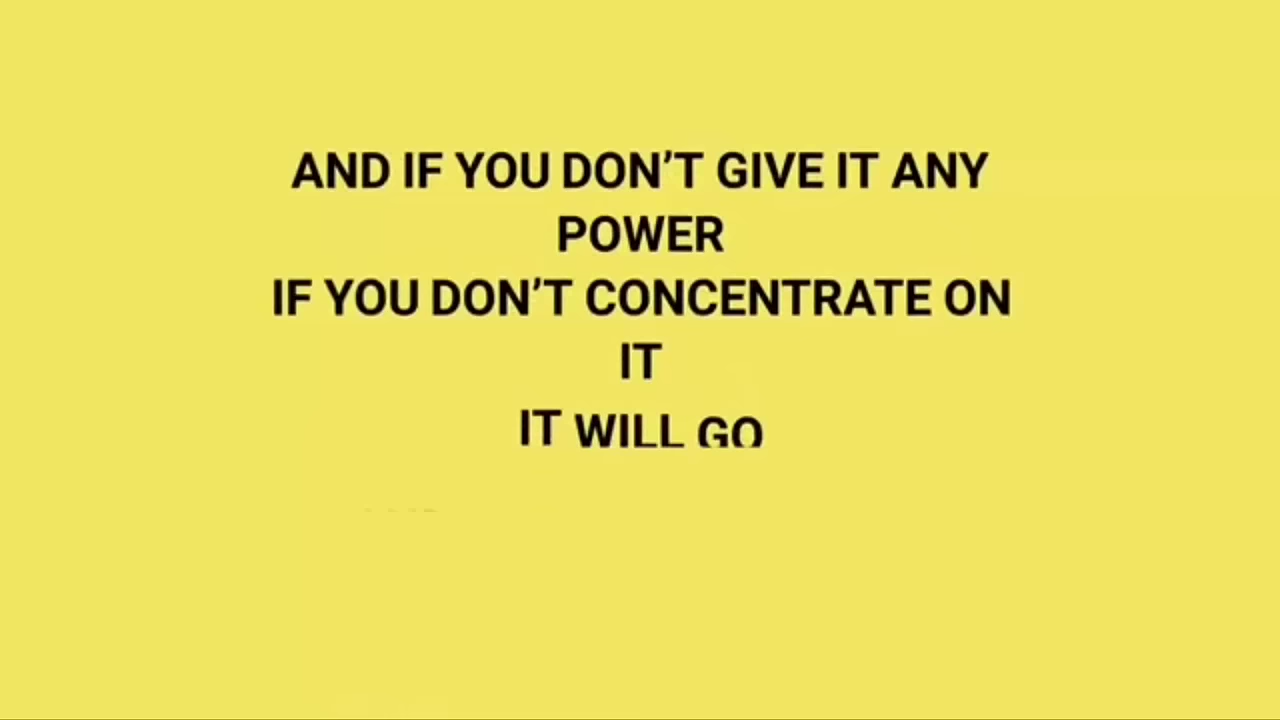 AND IF YOU DON’T GIVE IT ANY
POWER
IF YOU DON’T CONCENTRATE ON
IT
IT WILL GO